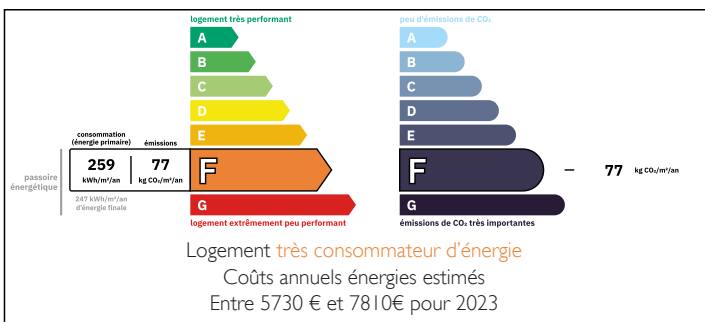 logement très performant
A
B
C
D
E
consommation
(énergie primaire)
émissions
passoire
énergétique
259
kWh/m²/an
77
kg CO₂/m²/an
F
247 kWh/m²/an
d'énergie finale
G
logement extrêmement peu performant
peu d'émissions de CO₂
A
B
C
D
E
F
77 kg CO₂/m²/an
G
émissions de CO₂ très importantes
Logement très consommateur d'énergie
Coûts annuels énergies estimés
Entre 5730 € et 7810€ pour 2023